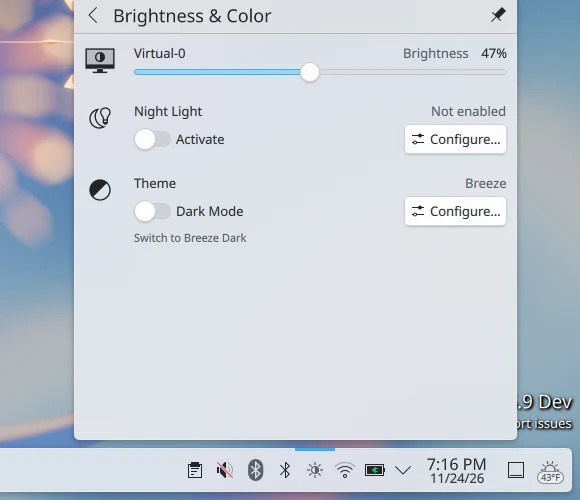 Brightness & Color
Virtual-0 Brightness 47%
Night Light Not enabled
Activate Configure...
Theme Breeze
Dark Mode Configure...
Switch to Breeze Dark
.9 Dev
ort issues
7:16 PM
11/24/26
43°F